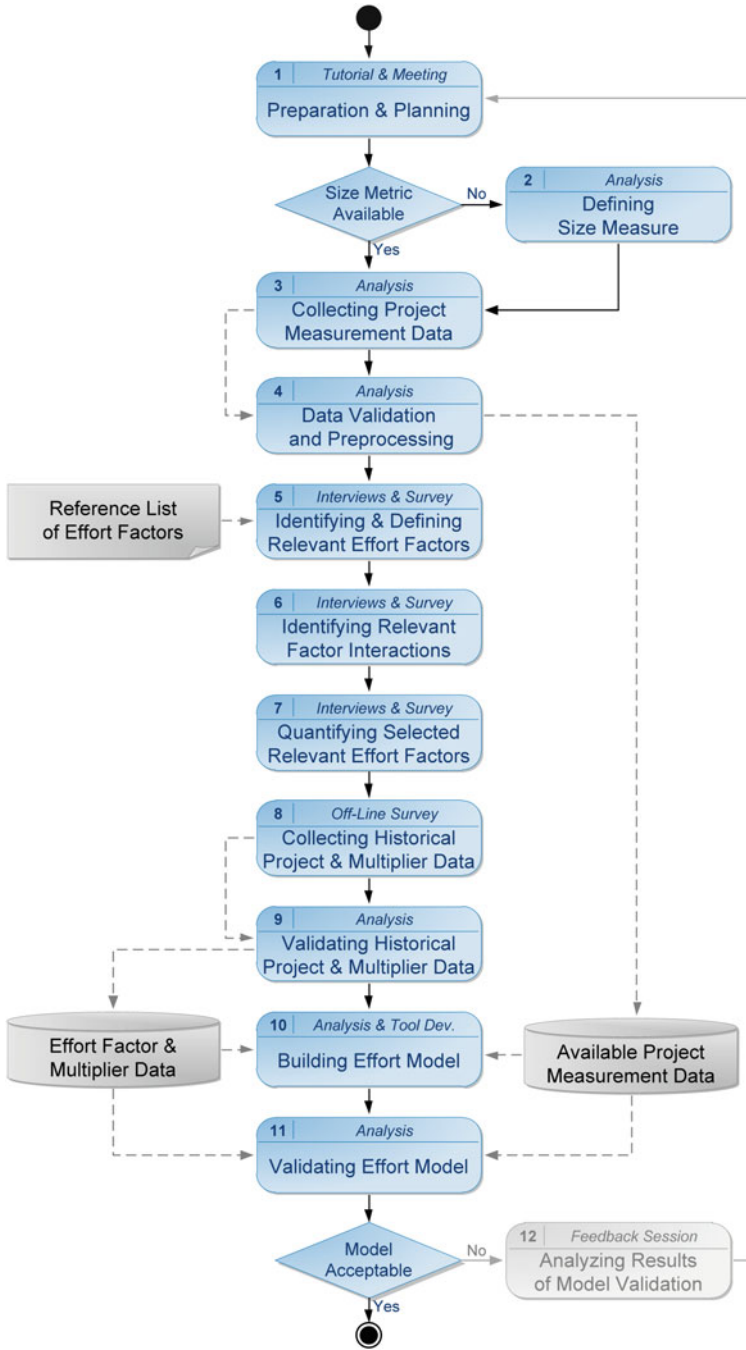 1 Tutorial & Meeting
Preparation & Planning
Size Metric
Available
No
Yes
2 Analysis
Defining
Size Measure
3 Analysis
Collecting Project
Measurement Data
4 Analysis
Data Validation
and Preprocessing
Reference List
of Effort Factors
5 Interviews & Survey
Identifying & Defining
Relevant Effort Factors
6 Interviews & Survey
Identifying Relevant
Factor Interactions
7 Interviews & Survey
Quantifying Selected
Relevant Effort Factors
8 Off-Line Survey
Collecting Historical
Project & Multiplier Data
9 Analysis
Validating Historical
Project & Multiplier Data
Effort Factor &
Multiplier Data
10 Analysis & Tool Dev.
Building Effort Model
Available Project
Measurement Data
11 Analysis
Validating Effort Model
Model
Acceptable
No
Yes
12 Feedback Session
Analyzing Results
of Model Validation